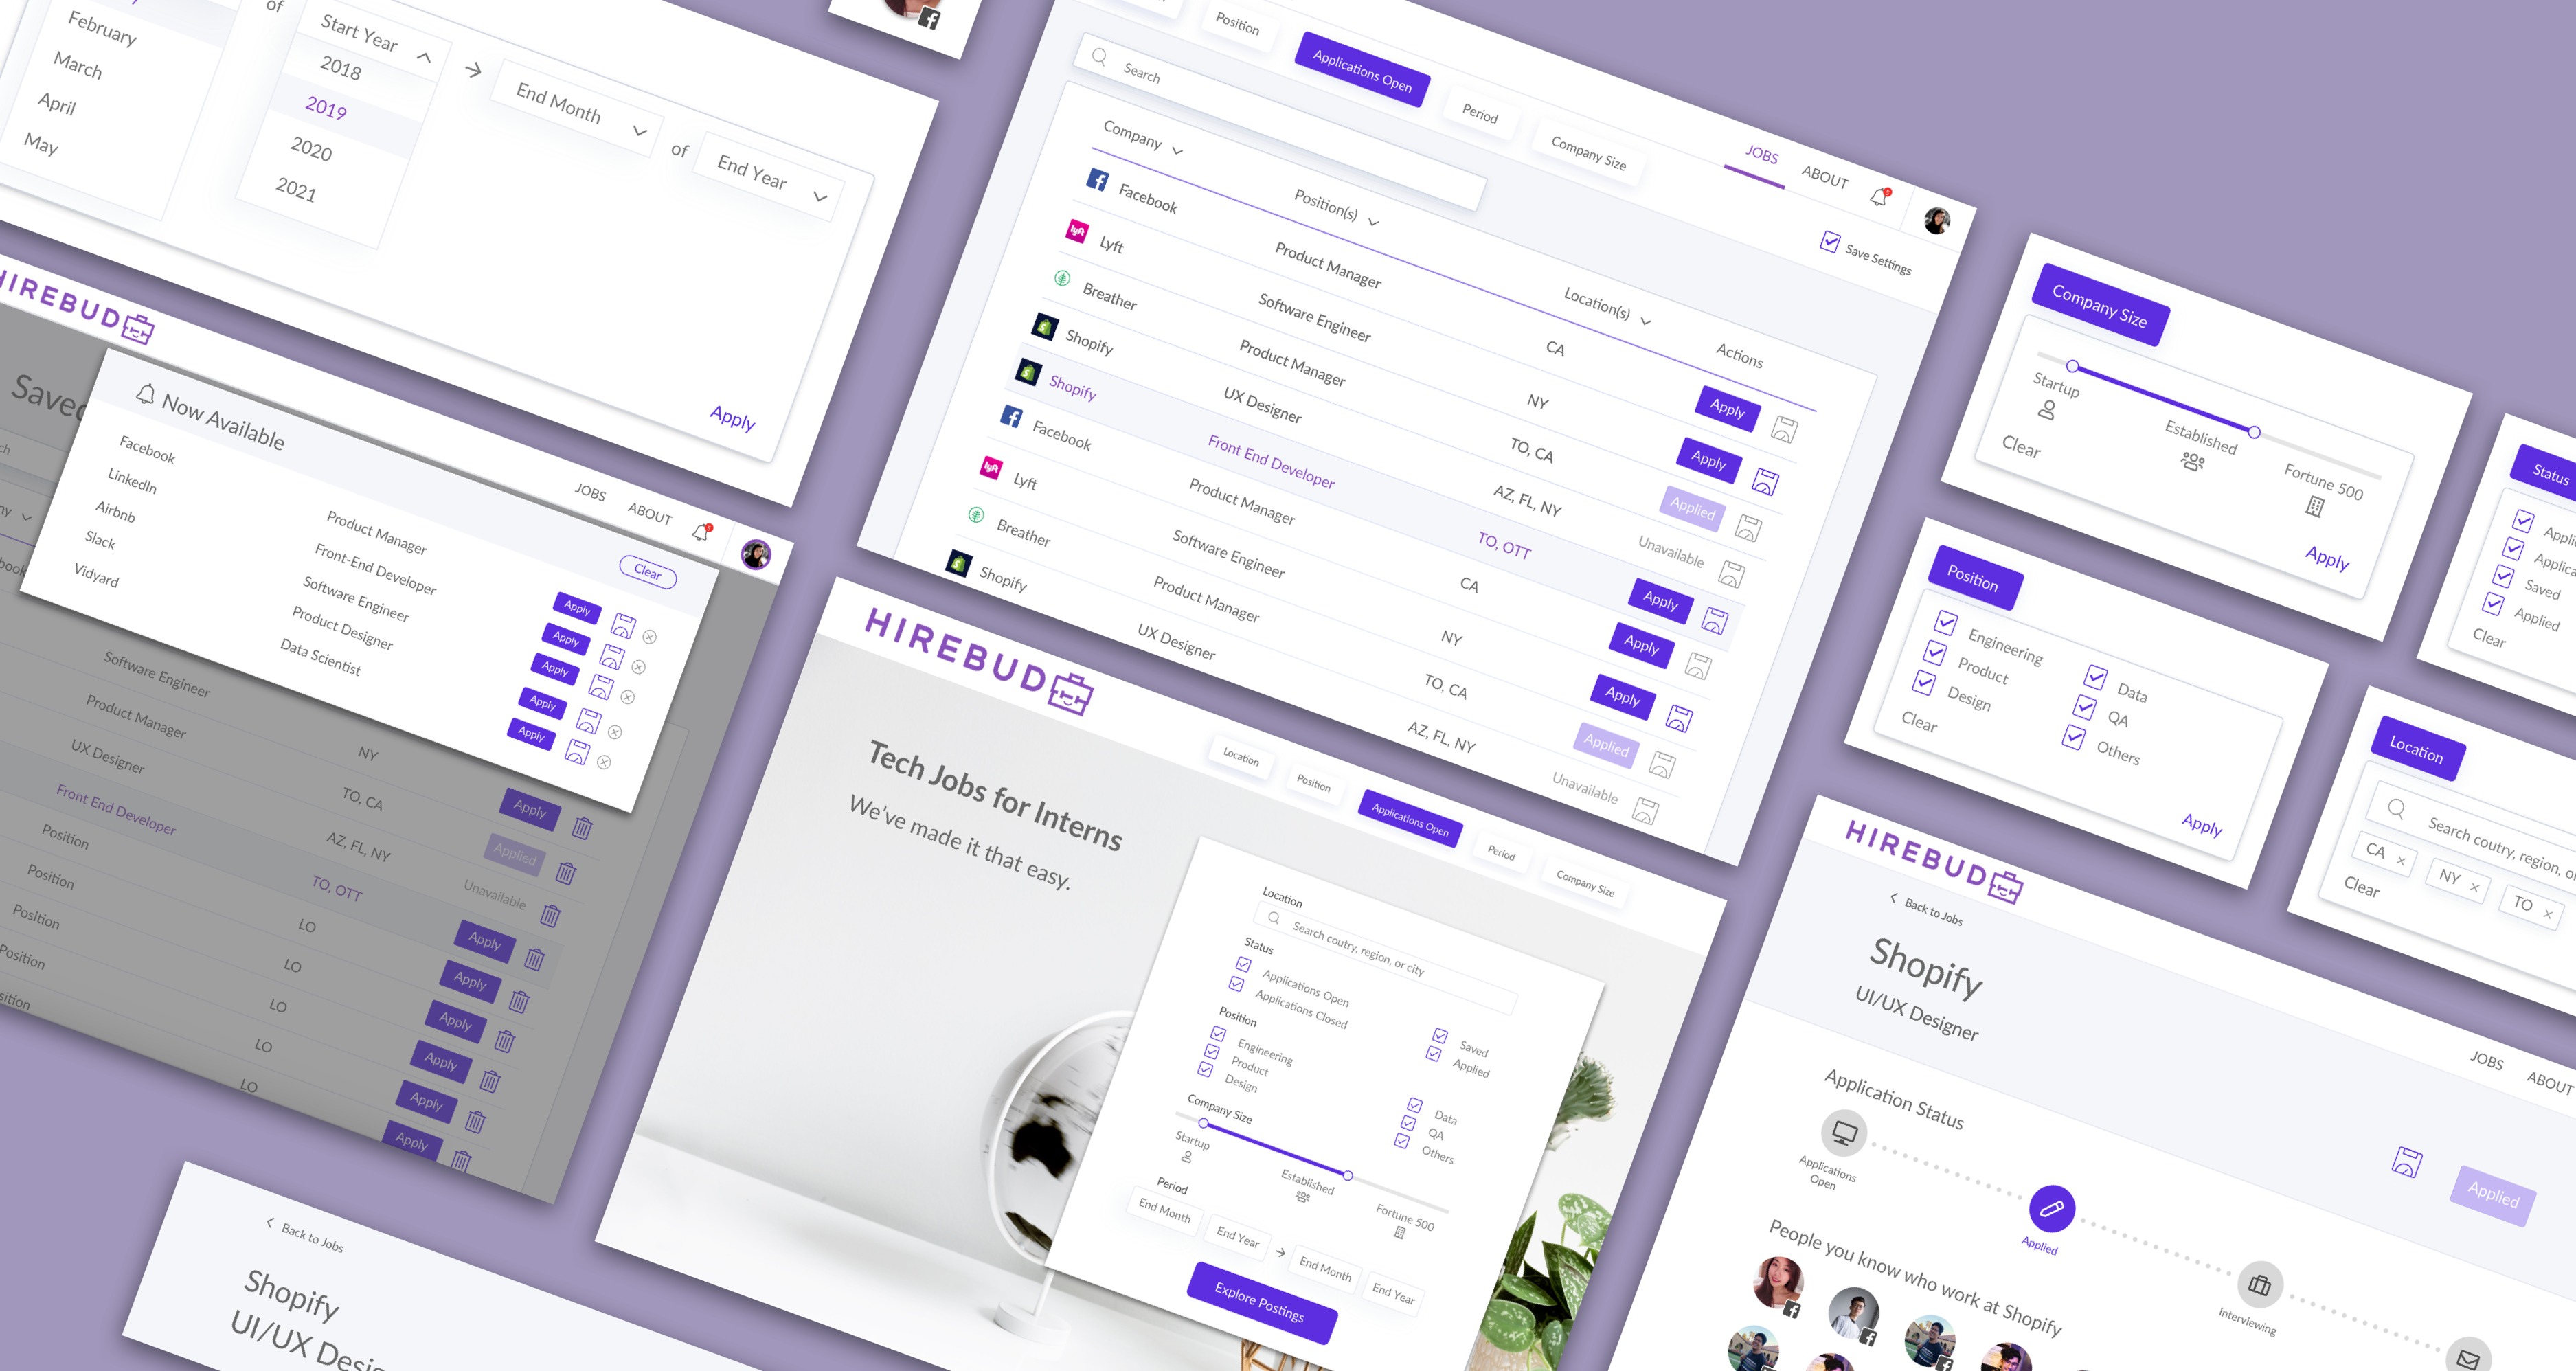 February
March
April
May
of
Start Year
2018
2019
2020
2021
End Month
of
End Year
Apply
HIREBUD
JOBS
ABOUT
Now Available
Clear
Facebook
Product Manager
Apply
LinkedIn
Front-End Developer
Apply
Airbnb
Software Engineer
Apply
Slack
Product Designer
Apply
Vidyard
Data Scientist
Apply
Software Engineer
NY
Apply
Product Manager
TO, CA
Applied
UX Designer
AZ, FL, NY
Unavailable
Front End Developer
TO, OTT
Apply
Position
LO
Apply
Position
LO
Apply
Position
LO
Apply
Position
LO
Apply
LO
Apply
Back to Jobs
Shopify
Position
Applications Open
Period
Company Size
JOBS
ABOUT
Search
Save Settings
Company
Position(s)
Location(s)
Actions
Facebook
Product Manager
CA
Apply
Lyft
Software Engineer
NY
Apply
Breather
Product Manager
TO, CA
Applied
Shopify
UX Designer
AZ, FL, NY
Unavailable
Shopify
Front End Developer
TO, OTT
Apply
Facebook
Product Manager
CA
Apply
Lyft
Software Engineer
NY
Apply
Breather
Product Manager
TO, CA
Applied
Shopify
UX Designer
AZ, FL, NY
Unavailable
HIREBUD
Location
Position
Applications Open
Period
Company Size
Tech Jobs for Interns
We've made it that easy.
Location
Search coutry, region, or city
Status
Applications Open
Saved
Applications Closed
Applied
Position
Engineering
Data
Product
QA
Design
Others
Company Size
Startup
Established
Fortune 500
Period
End Month
End Year
End Month
End Year
Explore Postings
Company Size
Startup
Established
Fortune 500
Clear
Apply
Position
Engineering
Data
Product
QA
Design
Others
Clear
Apply
Status
Saved
Applied
Clear
Location
Search coutry, region,
CA
NY
TO
Clear
HIREBUD
JOBS
ABOUT
Back to Jobs
Shopify
UI/UX Designer
Applied
Application Status
Applications
Open
Applied
Interviewing
People you know who work at Shopify